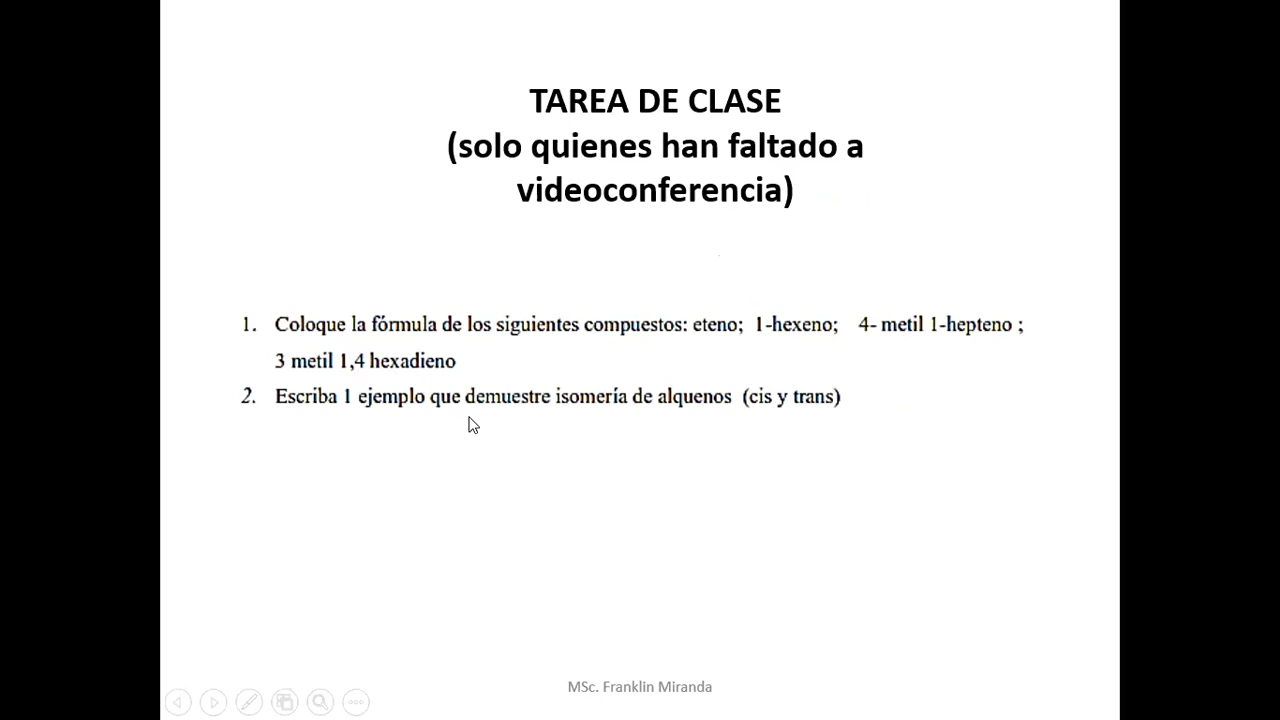 TAREA DE CLASE
(solo quienes han faltado a
videoconferencia)
1. Coloque la fórmula de los siguientes compuestos: eteno; 1-hexeno; 4- metil 1-hepteno ;
3 metil 1,4 hexadieno
2. Escriba 1 ejemplo que demuestre isomería de alquenos (cis y trans)
MSc. Franklin Miranda